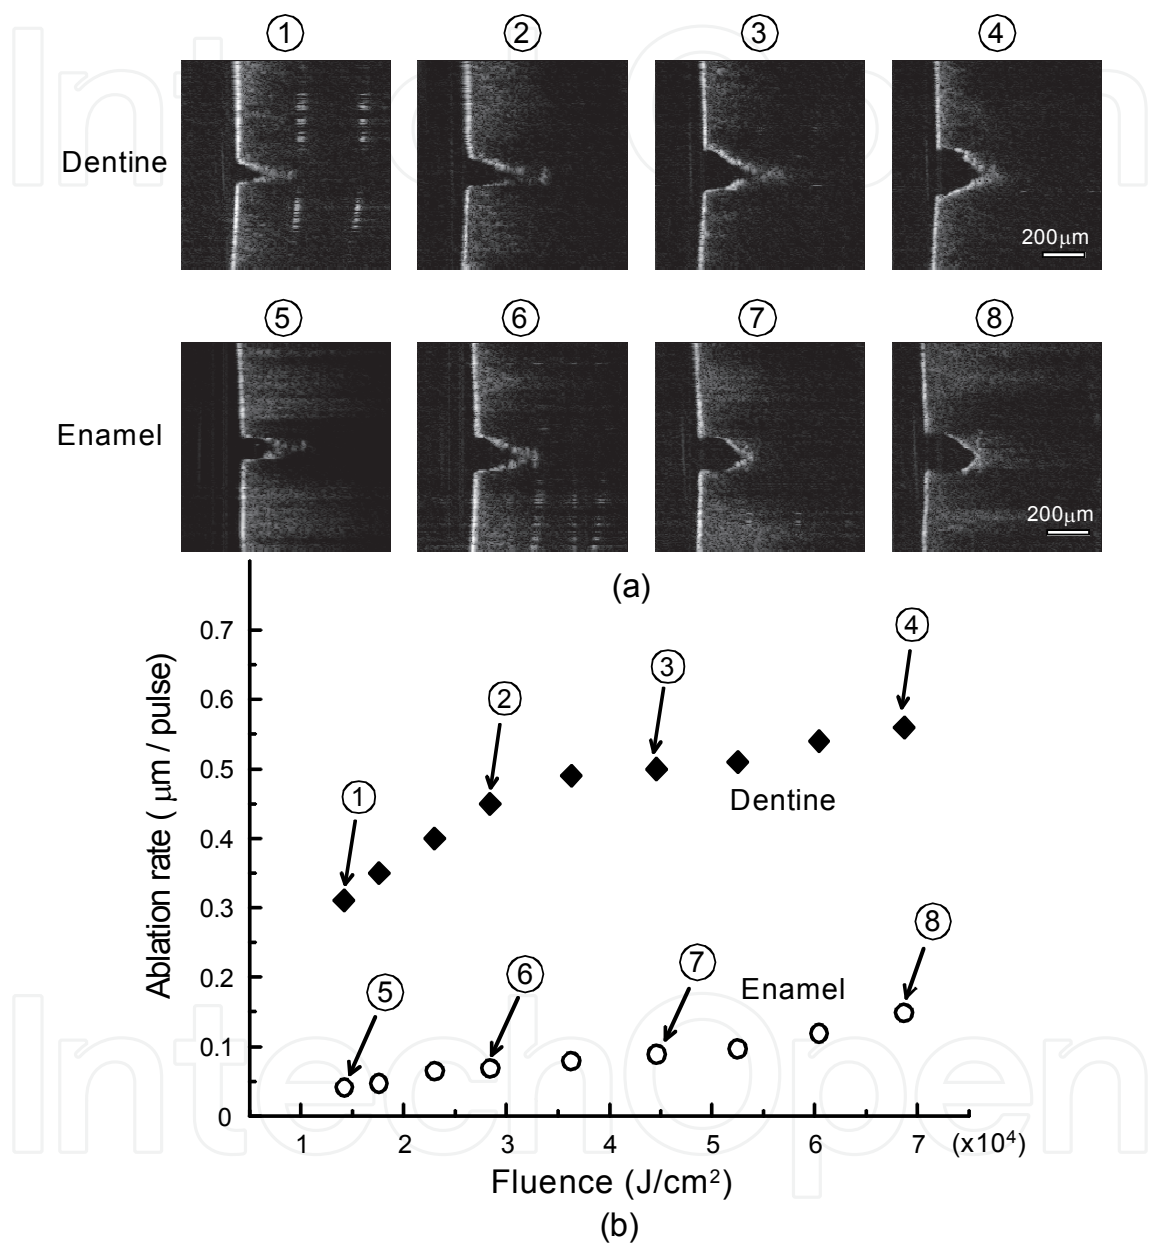 ① ② ③ ④
Dentine
200μm
⑤ ⑥ ⑦ ⑧
Enamel
200μm
(a)
Ablation rate ( μm / pulse)
0.7
0.6
0.5
0.4
0.3
0.2
0.1
0
①
②
③
④
Dentine
⑤
⑥
⑦
⑧
Enamel
1 2 3 4 5 6 7 (x10⁴)
Fluence (J/cm²)
(b)
IntechOpen
IntechOpen